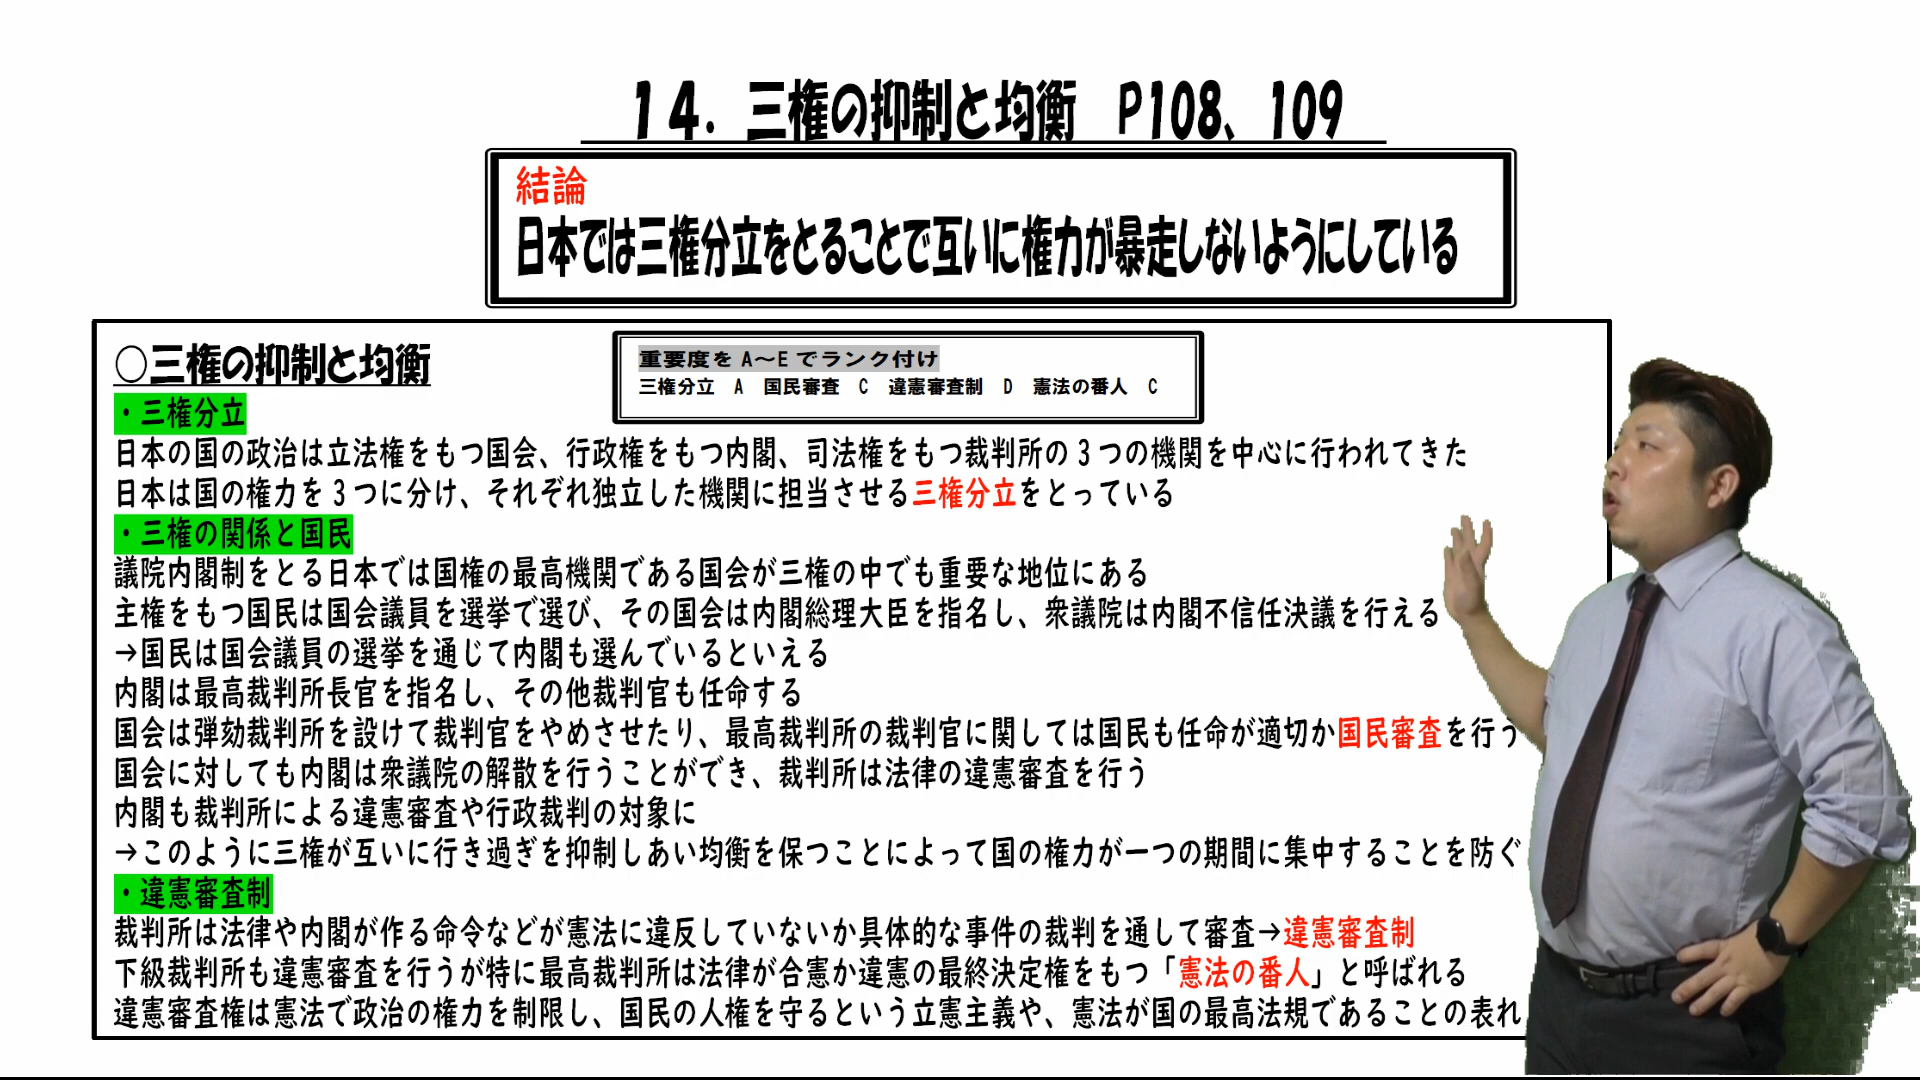 14. 三権の抑制と均衡 P108、109
結論
日本では三権分立をとることで互いに権力が暴走しないようにしている
○三権の抑制と均衡
重要度を A～E でランク付け
三権分立 A 国民審査 C 違憲審査制 D 憲法の番人 C
・三権分立
日本の国の政治は立法権をもつ国会、行政権をもつ内閣、司法権をもつ裁判所の3つの機関を中心に行われてきた
日本は国の権力を3つに分け、それぞれ独立した機関に担当させる三権分立をとっている
・三権の関係と国民
議院内閣制をとる日本では国権の最高機関である国会が三権の中でも重要な地位にある
主権をもつ国民は国会議員を選挙で選び、その国会は内閣総理大臣を指名し、衆議院は内閣不信任決議を行える
→国民は国会議員の選挙を通じて内閣も選んでいるといえる
内閣は最高裁判所長官を指名し、その他裁判官も任命する
国会は弾劾裁判所を設けて裁判官をやめさせたり、最高裁判所の裁判官に関しては国民も任命が適切か国民審査を行う
国会に対しても内閣は衆議院の解散を行うことができ、裁判所は法律の違憲審査を行う
内閣も裁判所による違憲審査や行政裁判の対象に
→このように三権が互いに行き過ぎを抑制しあい均衡を保つことによって国の権力が一つの期間に集中することを防ぐ
・違憲審査制
裁判所は法律や内閣が作る命令などが憲法に違反していないか具体的な事件の裁判を通して審査→違憲審査制
下級裁判所も違憲審査を行うが特に最高裁判所は法律が合憲か違憲の最終決定権をもつ「憲法の番人」と呼ばれる
違憲審査権は憲法で政治の権力を制限し、国民の人権を守るという立憲主義や、憲法が国の最高法規であることの表れ